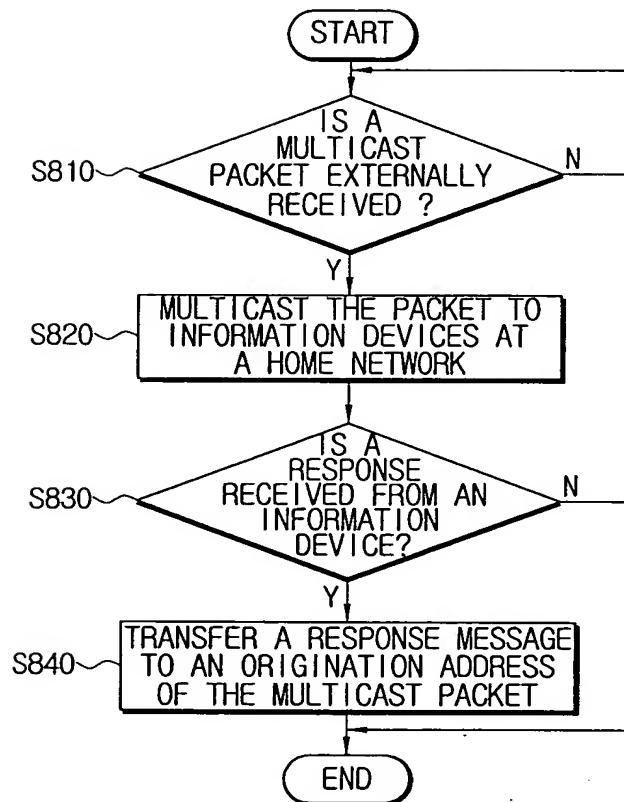 START
IS A
MULTICAST
PACKET EXTERNALLY
RECEIVED ?
N
S810
Y
MULTICAST THE PACKET TO
INFORMATION DEVICES AT
A HOME NETWORK
S820
IS A
RESPONSE
RECEIVED FROM AN
INFORMATION
DEVICE?
N
S830
Y
TRANSFER A RESPONSE MESSAGE
TO AN ORIGINATION ADDRESS
OF THE MULTICAST PACKET
S840
END